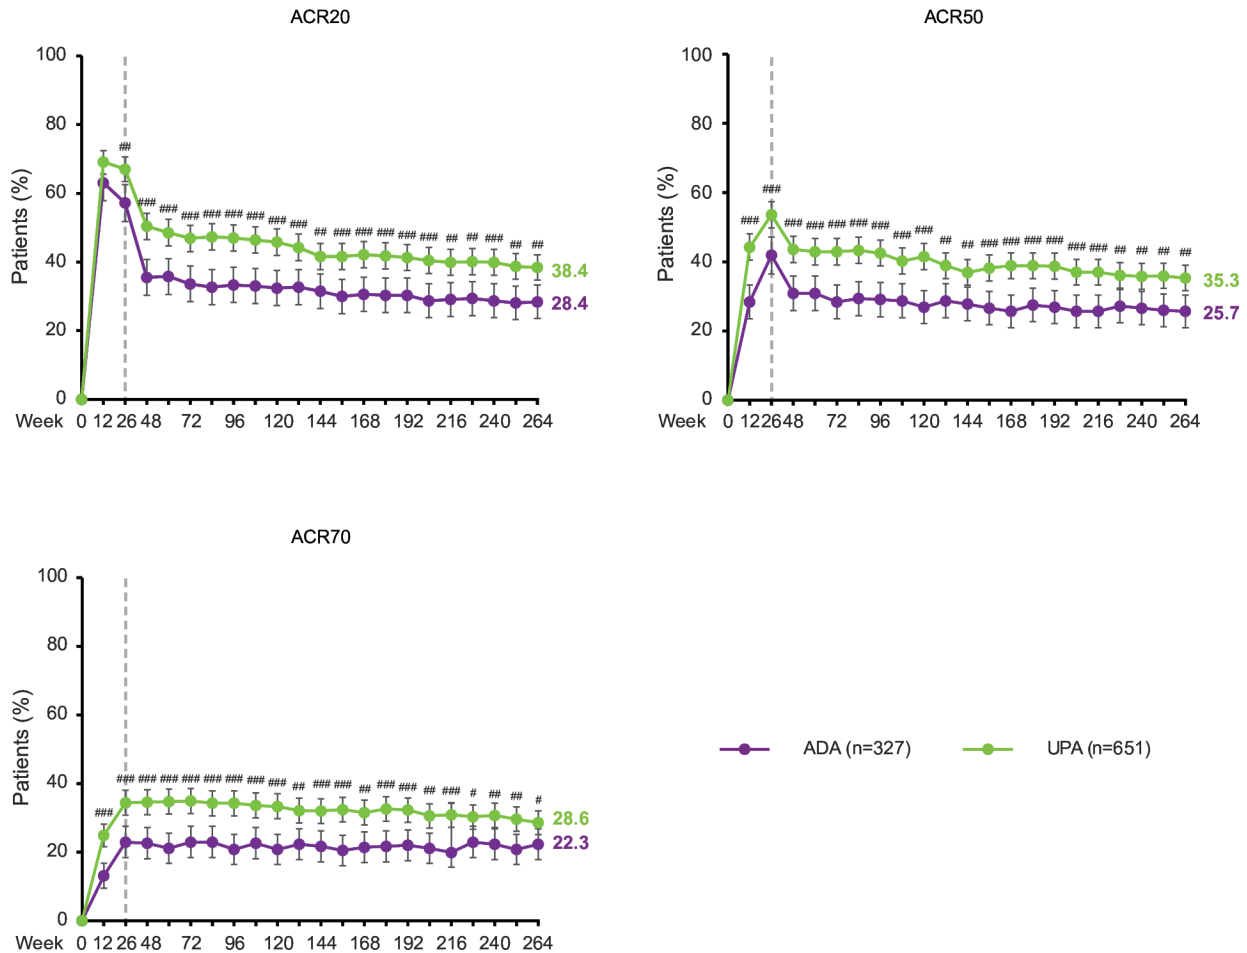 ACR20
100
80
60
40
20
0
Patients (%)
## ### ### ### ### ### ### ### ### ## ### ### ### ### ### ## ## ### ## ##
38.4
28.4
Week 0 12 26 48 72 96 120 144 168 192 216 240 264
ACR50
100
80
60
40
20
0
Patients (%)
### ### ### ### ### ### ### ### ### ## ## ### ### ### ### ### ### ## ## ## ##
35.3
25.7
Week 0 12 26 48 72 96 120 144 168 192 216 240 264
ACR70
100
80
60
40
20
0
Patients (%)
### ### ### ### ### ### ### ### ### ## ### ### ## ### ### ## ### # ## ## #
28.6
22.3
Week 0 12 26 48 72 96 120 144 168 192 216 240 264
ADA (n=327)
UPA (n=651)